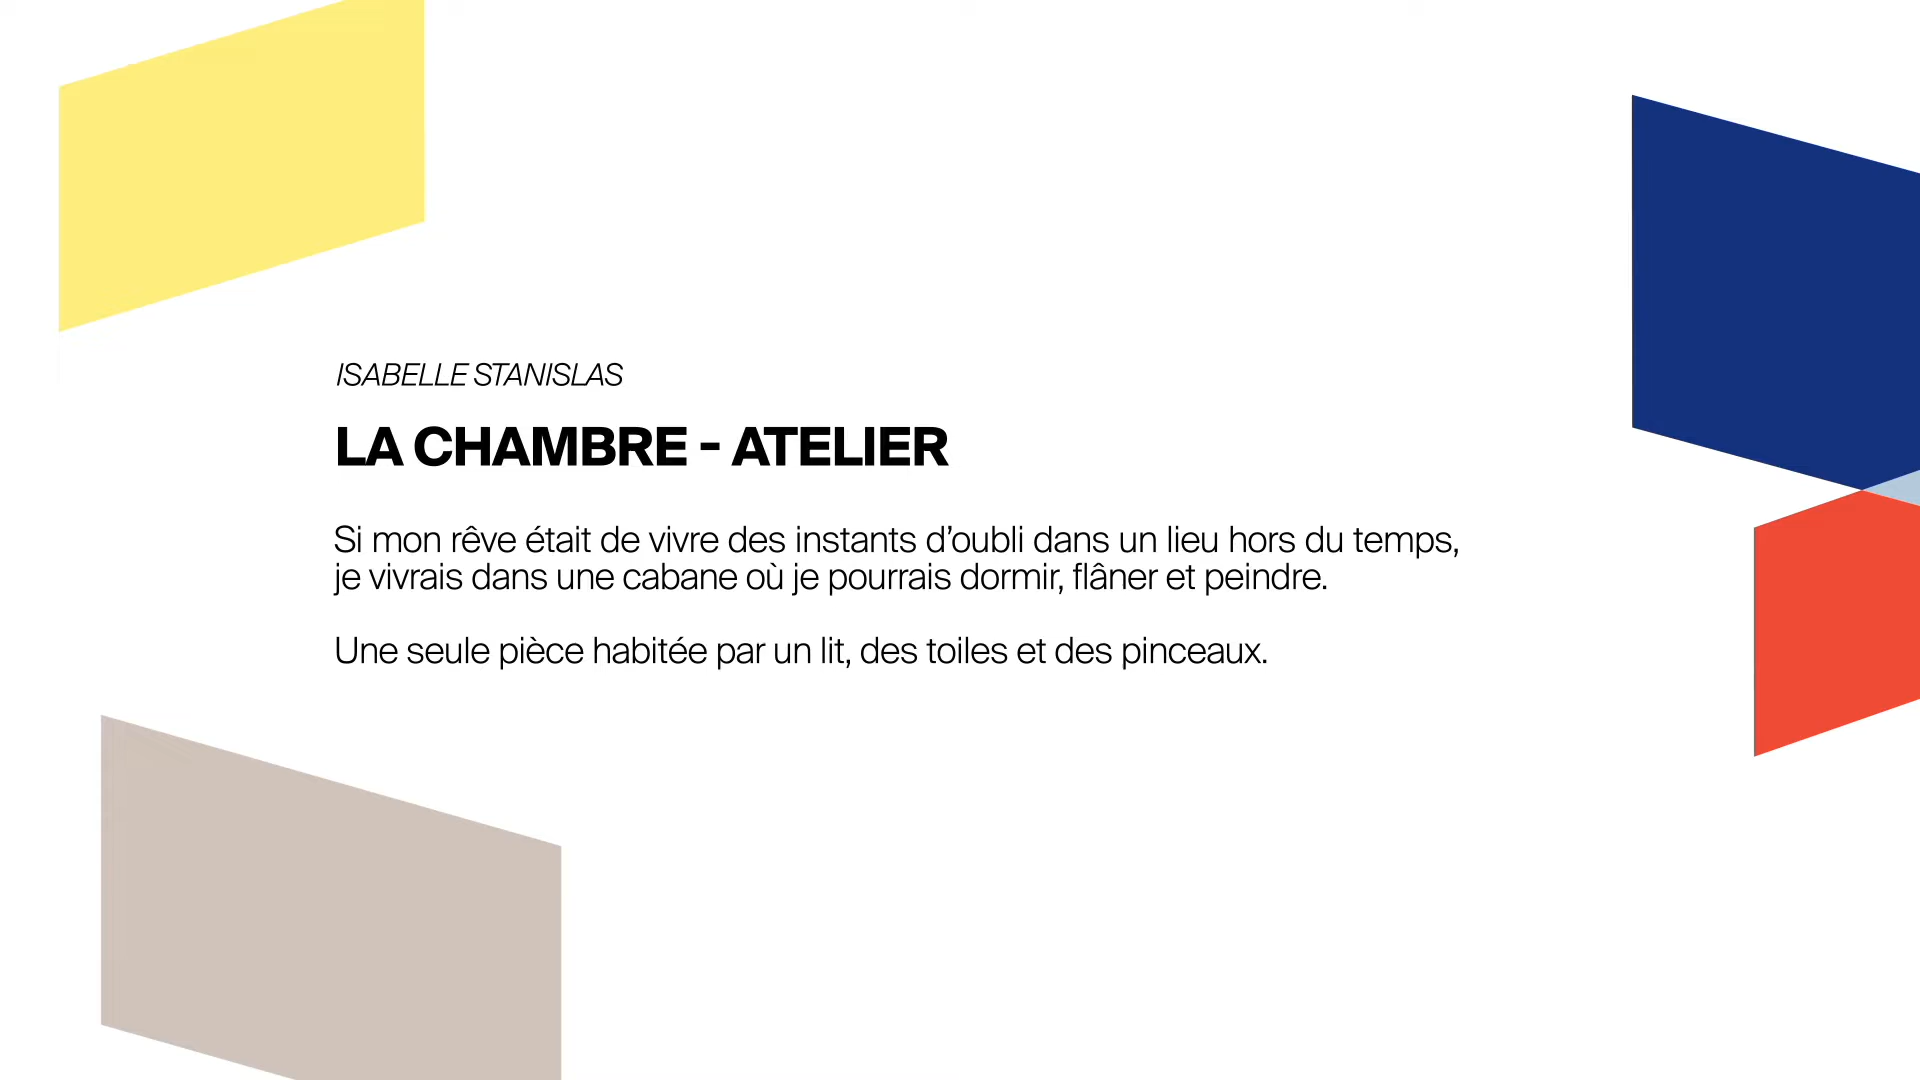 ISABELLE STANISLAS
LA CHAMBRE - ATELIER
Si mon rêve était de vivre des instants d’oubli dans un lieu hors du temps,
je vivrais dans une cabane où je pourrais dormir, flâner et peindre.
Une seule pièce habitée par un lit, des toiles et des pinceaux.